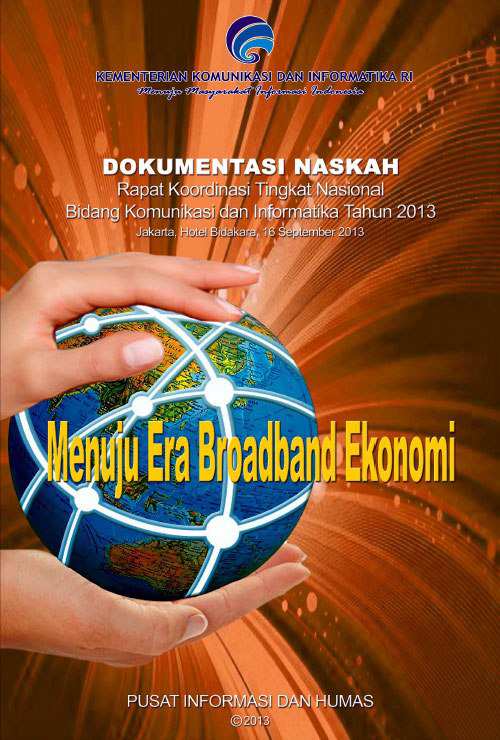 KEMENTERIAN KOMUNIKASI DAN INFORMATIKA RI
Menuju Masyarakat Informasi Indonesia
DOKUMENTASI NASKAH
Rapat Koordinasi Tingkat Nasional
Bidang Komunikasi dan Informatika Tahun 2013
Jakarta, Hotel Bidakara, 16 September 2013
Menuju Era Broadband Ekonomi
PUSAT INFORMASI DAN HUMAS
©2013